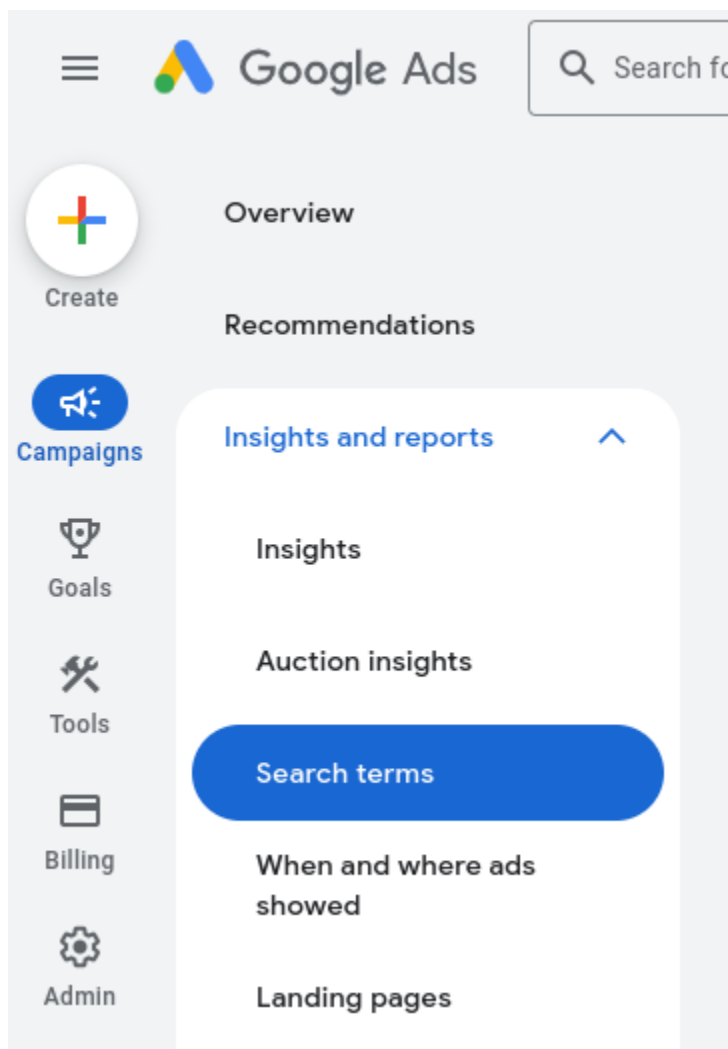 Google Ads
Search fo
Create
Campaigns
Goals
Tools
Billing
Admin
Overview
Recommendations
Insights and reports
Insights
Auction insights
Search terms
When and where ads
showed
Landing pages